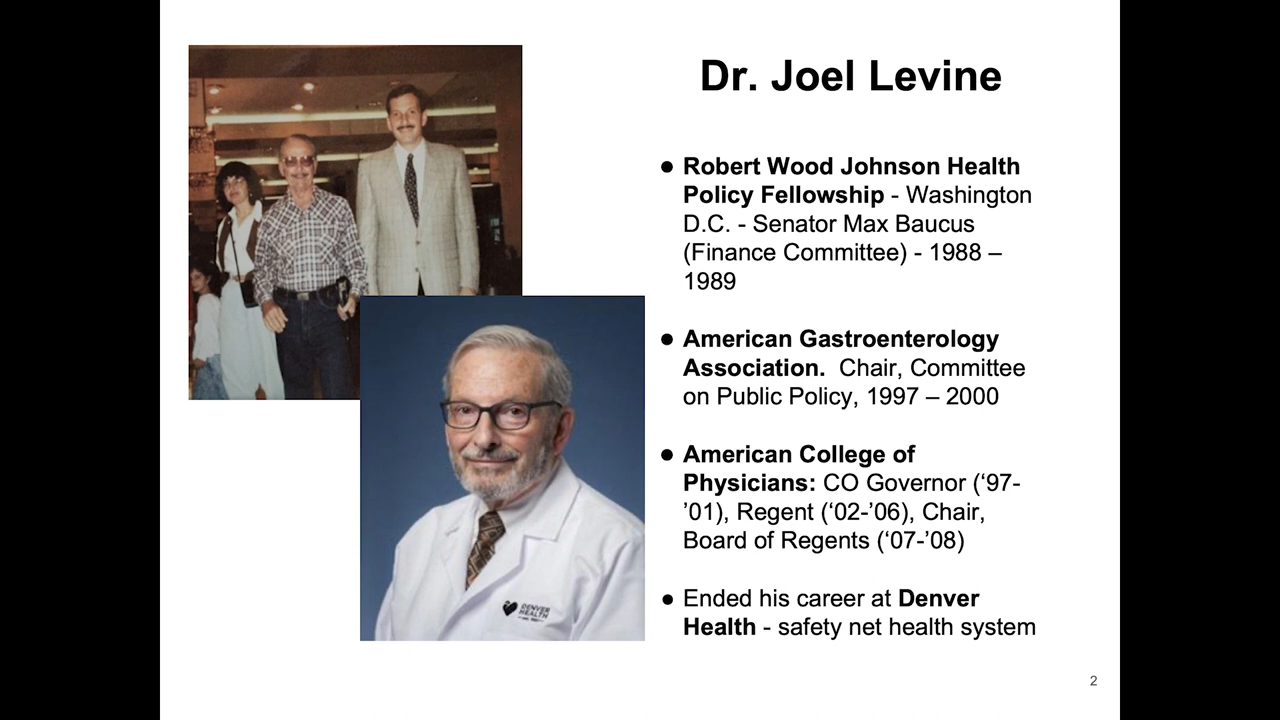 Dr. Joel Levine
● Robert Wood Johnson Health
Policy Fellowship - Washington
D.C. - Senator Max Baucus
(Finance Committee) - 1988 –
1989
● American Gastroenterology
Association.  Chair, Committee
on Public Policy, 1997 – 2000
● American College of
Physicians: CO Governor (‘97-
’01), Regent (‘02-’06), Chair,
Board of Regents (‘07-’08)
● Ended his career at Denver
Health - safety net health system
DENVER
HEALTH
2